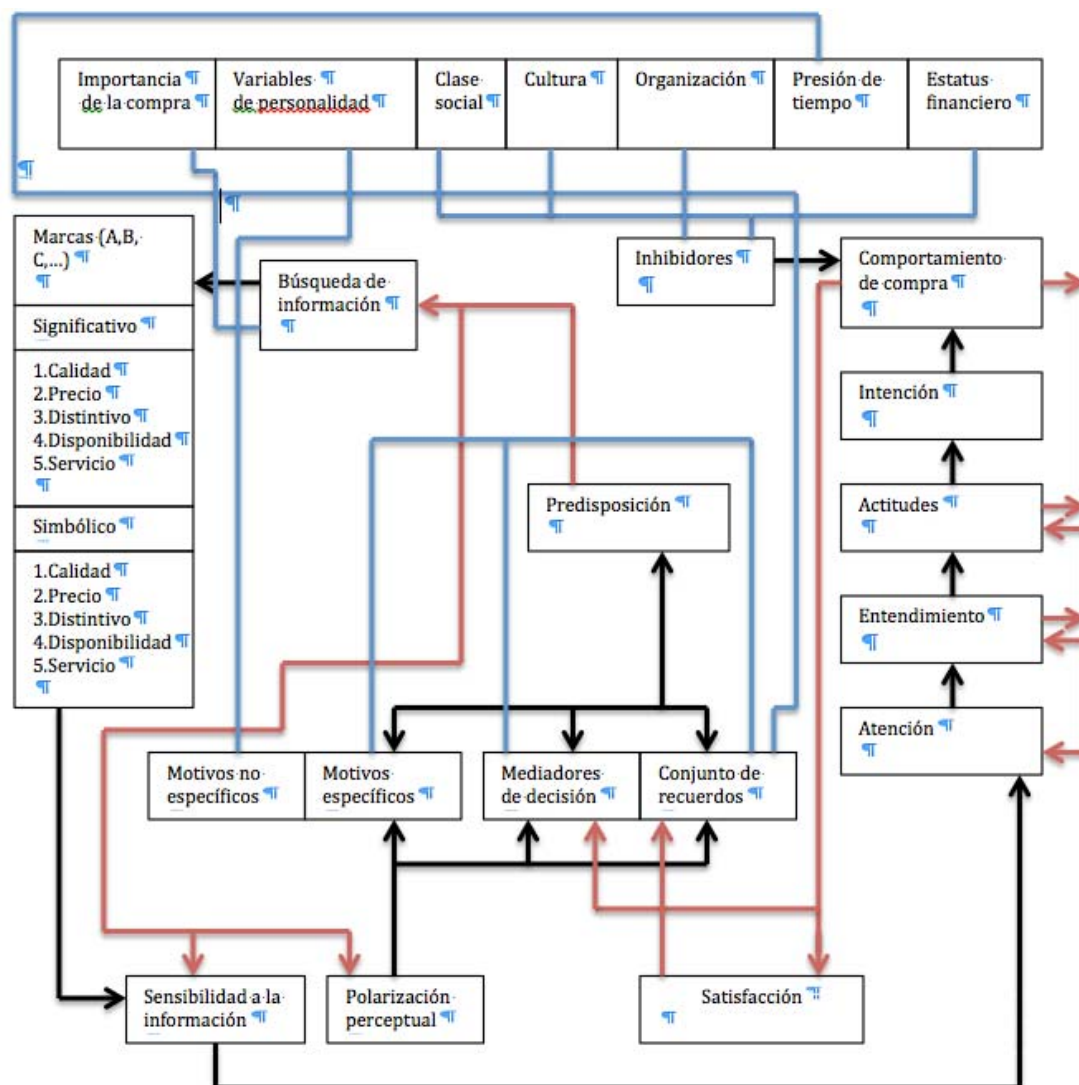 Importancia
de la compra
Variables
de personalidad
Clase
social
Cultura
Organización
Presión de
tiempo
Estatus
financiero
Marcas (A,B,
C,...)
Significativo
1.Calidad
2.Precio
3.Distintivo
4.Disponibilidad
5.Servicio
Simbólico
1.Calidad
2.Precio
3.Distintivo
4.Disponibilidad
5.Servicio
Búsqueda de
información
Inhibidores
Comportamiento
de compra
Intención
Predisposición
Actitudes
Entendimiento
Atención
Motivos no
específicos
Motivos
específicos
Mediadores
de decisión
Conjunto de
recuerdos
Sensibilidad a la
información
Polarización
perceptual
Satisfacción